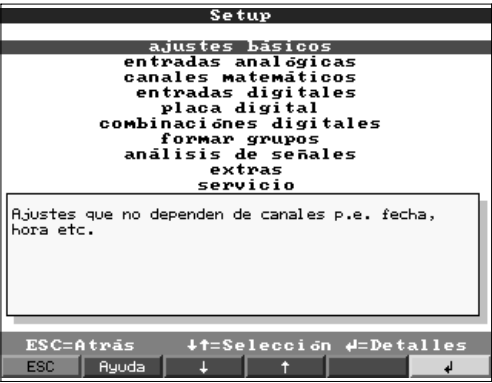 Setup
ajustes básicos
entradas analógicas
canales matemáticos
entradas digitales
placa digital
combinaciónes digitales
formar grupos
análisis de señales
extras
servicio
Ajustes que no dependen de canales p.e. fecha,
hora etc.
ESC=Atrás ↓↑=Selección ↲=Detalles
ESC Ayuda ↓ ↑ ↲